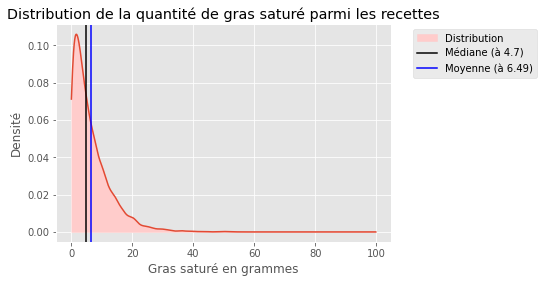 Distribution de la quantité de gras saturé parmi les recettes
Distribution
Médiane (à 4.7)
Moyenne (à 6.49)
Densité
0.10
0.08
0.06
0.04
0.02
0.00
0 20 40 60 80 100
Gras saturé en grammes